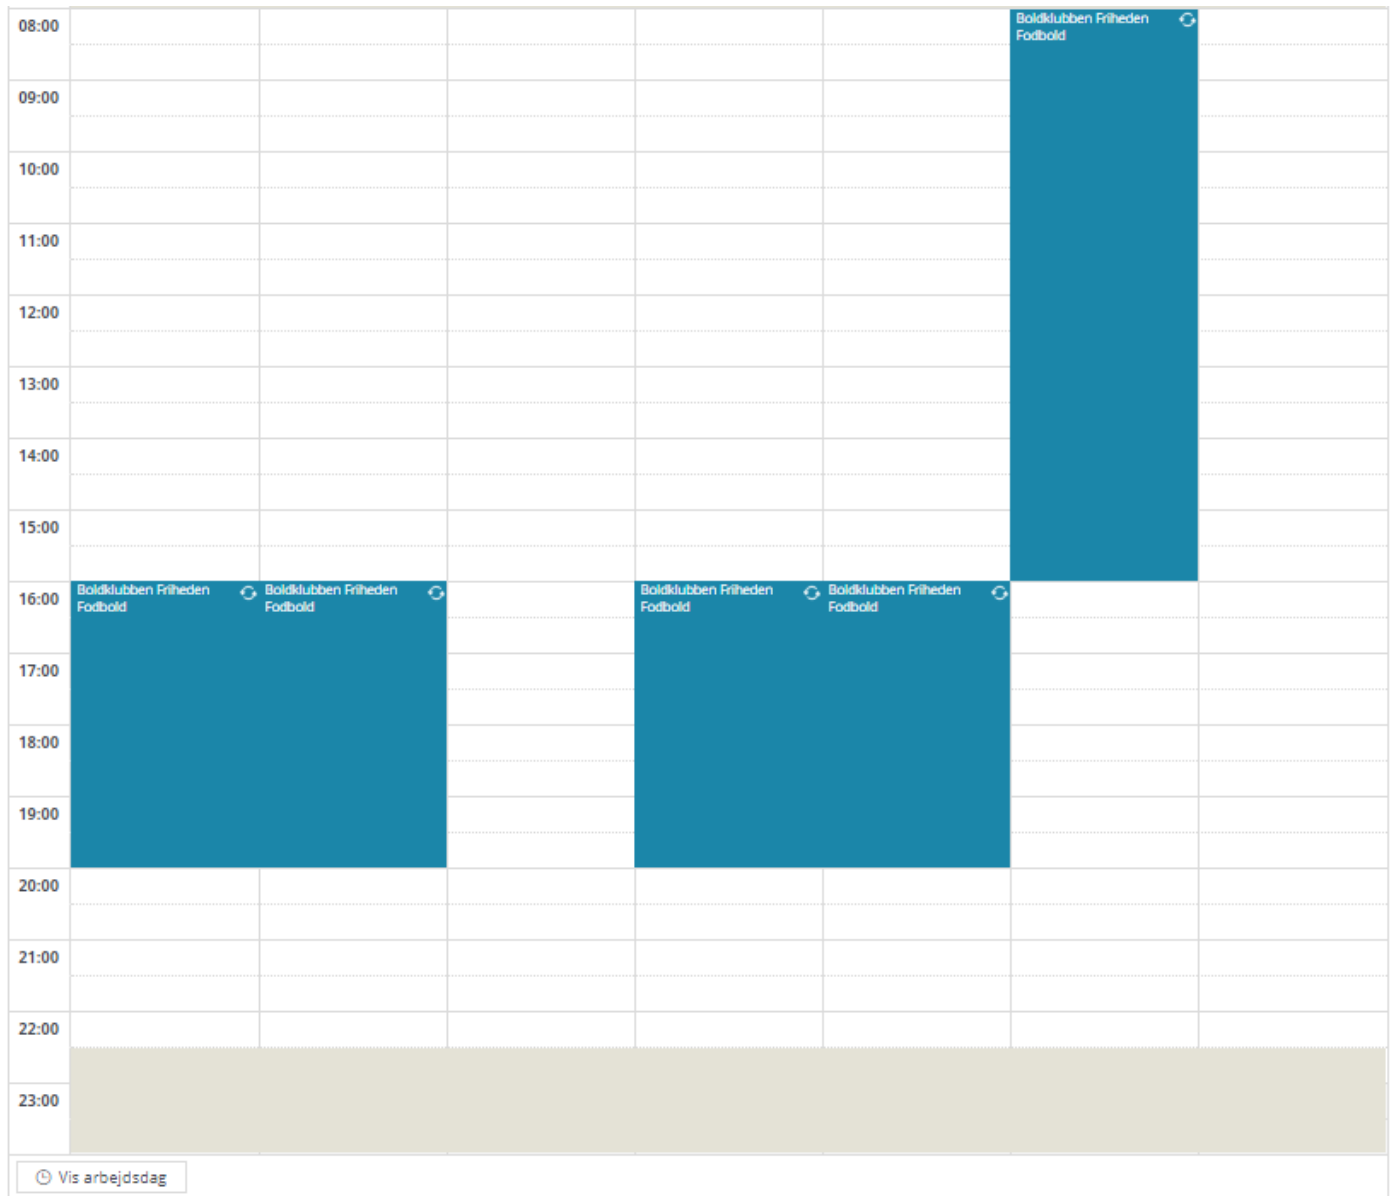 08:00
Boldklubben Friheden
Fodbold
09:00
10:00
11:00
12:00
13:00
14:00
15:00
16:00
Boldklubben Friheden
Fodbold
Boldklubben Friheden
Fodbold
Boldklubben Friheden
Fodbold
Boldklubben Friheden
Fodbold
17:00
18:00
19:00
20:00
21:00
22:00
23:00
Vis arbejdsdag